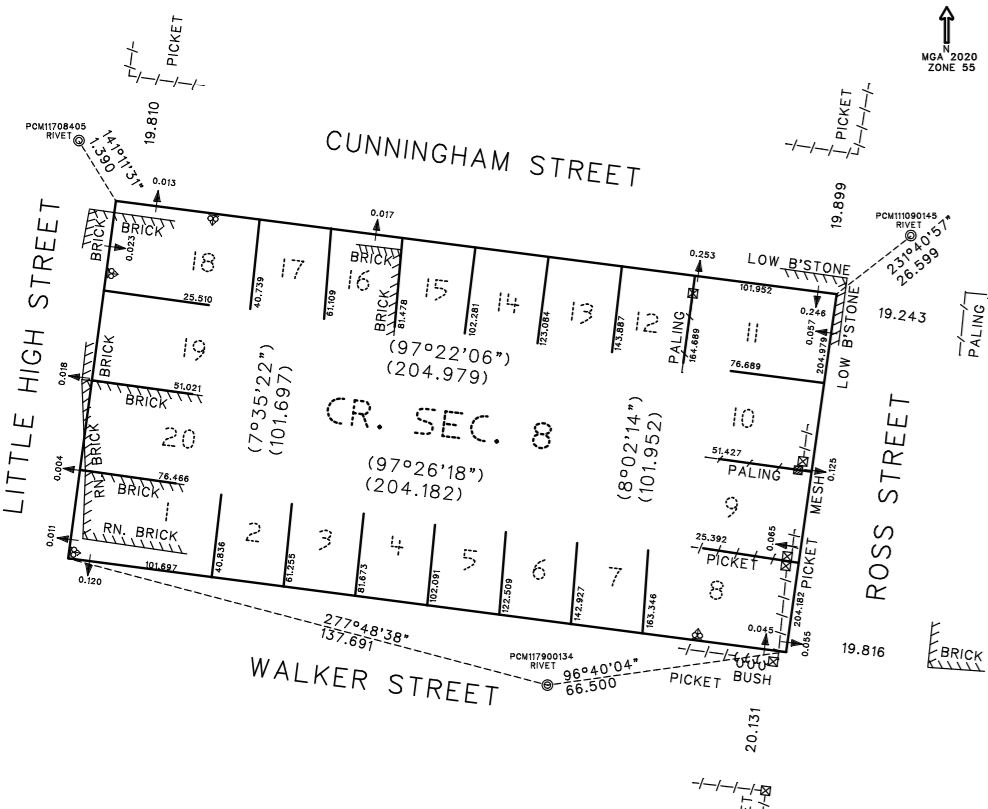 PICKET
N
MGA 2020
ZONE 55
19.810
PCM11708405
RIVET
141°11'31"
1.390
CUNNINGHAM STREET
PICKET
19.899
PCM111090145
RIVET
231°40'57"
26.599
0.013
0.017
0.253
LITTLE HIGH STREET
BRICK
BRICK
0.023
18
17
16
BRICK
BRICK
15
14
13
12
11
LOW B'STONE
101.952
0.246
0.057
LOW B'STONE
204.979
19.243
PALING
25.510
40.739
61.109
81.478
102.281
123.084
143.887
PALING
164.689
76.689
19
BRICK
0.018
51.021
BRICK
(97°22'06")
(204.979)
(7°35'22")
(101.697)
CR. SEC. 8
(8°02'14")
(101.952)
10
20
RN. BRICK
0.004
76.466
BRICK
(97°26'18")
(204.182)
51.427
PALING
0.125
MESH
ROSS STREET
1
RN. BRICK
0.011
0.120
101.697
2
3
4
5
6
7
8
9
25.392
PICKET
0.065
PICKET
204.182
40.836
61.255
81.673
102.091
122.509
142.927
163.346
0.045
0.055
19.816
BRICK
277°48'38"
137.691
WALKER STREET
PCM117900134
RIVET
96°40'04"
66.500
PICKET
BUSH
20.131